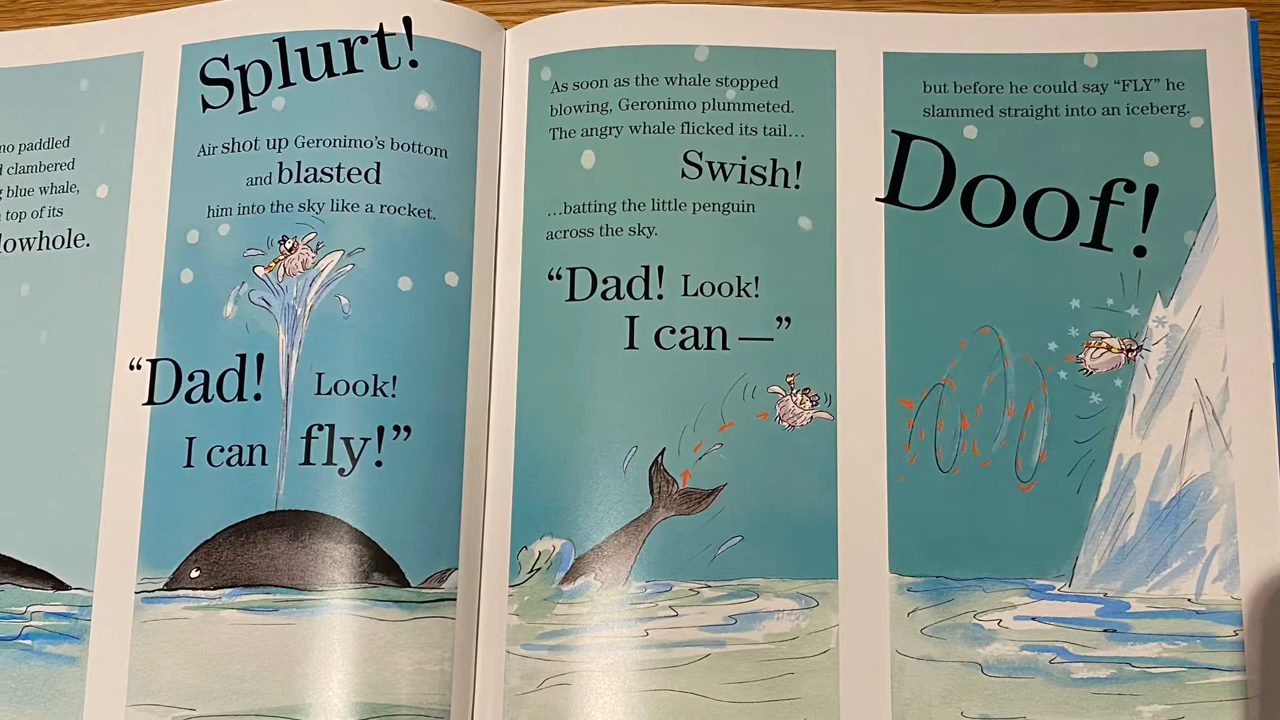 no paddled
clambered
blue whale,
top of its
lowhole.
Splurt!
Air shot up Geronimo's bottom
and blasted
him into the sky like a rocket.
“Dad! Look!
I can fly!”
As soon as the whale stopped
blowing, Geronimo plummeted.
The angry whale flicked its tail...
Swish!
...batting the little penguin
across the sky.
“Dad! Look!
I can—”
but before he could say “FLY” he
slammed straight into an iceberg.
Doof!